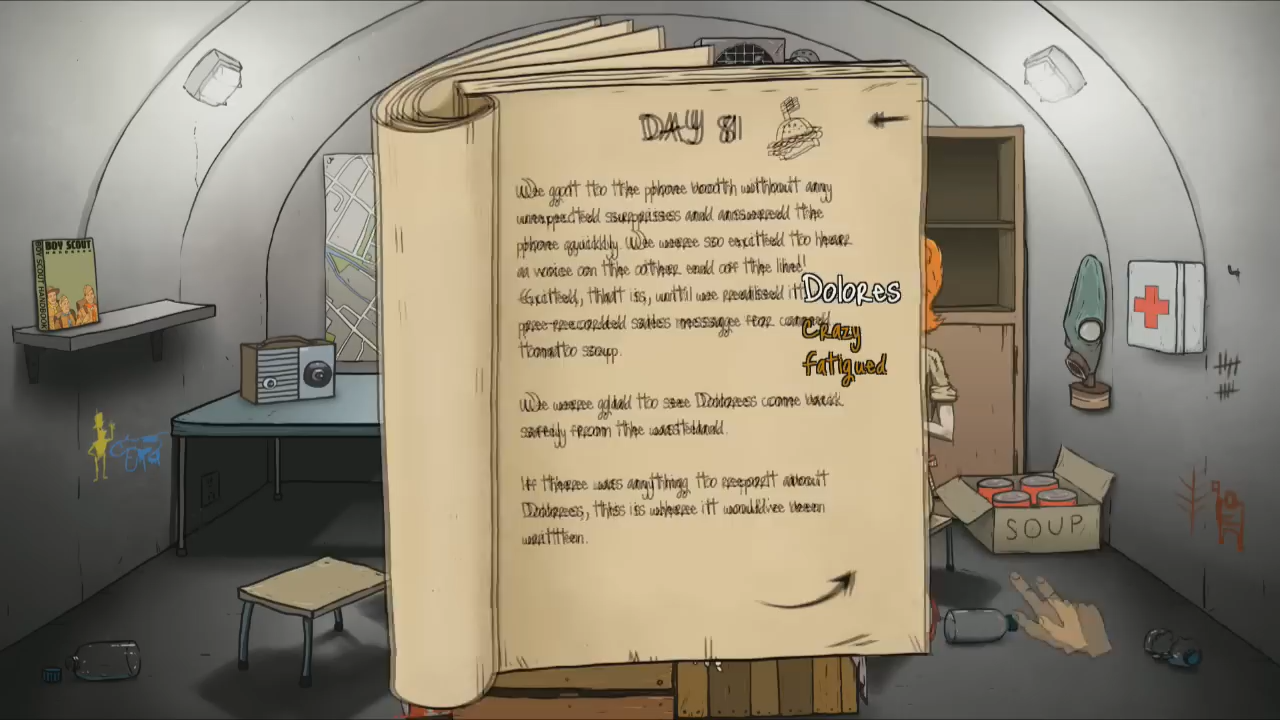 DAY 81
We got to the phone booth without any
unexpected surprises and answered the
phone quickly. We were so excited to hear
a voice on the other end of the line!
Excited, that is, until we realised it
pre-recorded sales message for canned
tomato soup.
We were glad to see Dolores come back
safely from the wasteland.
If there was anything to report about
Dolores, this is where it would've been
written.
Dolores
Crazy
Fatigued
BOY SCOUT
BOY SCOUT HANDBOOK
SOUP